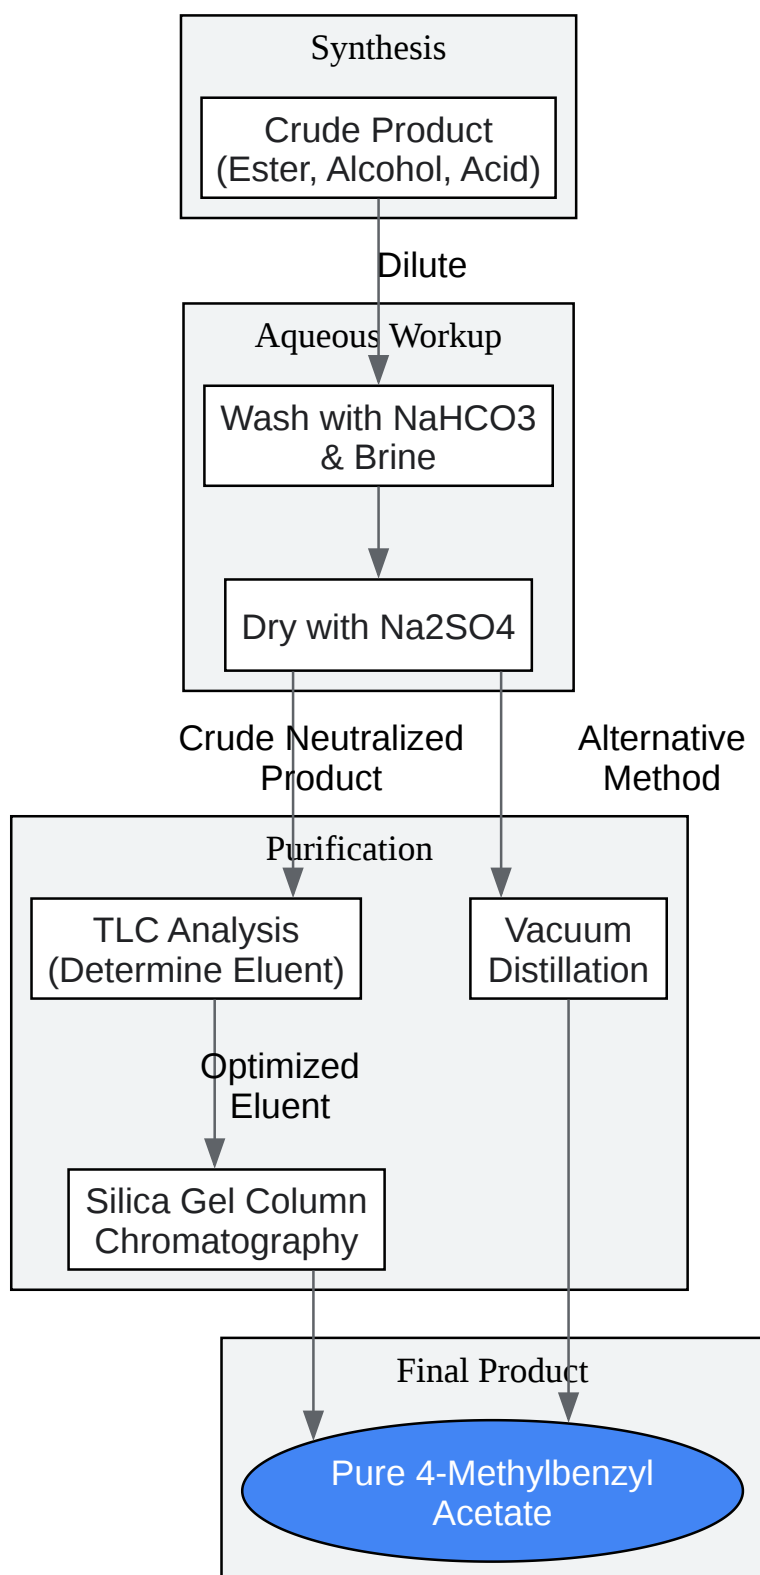 Synthesis
Crude Product
(Ester, Alcohol, Acid)
Dilute
Aqueous Workup
Wash with NaHCO3
& Brine
Dry with Na2SO4
Crude Neutralized
Product
Alternative
Method
Purification
TLC Analysis
(Determine Eluent)
Vacuum
Distillation
Optimized
Eluent
Silica Gel Column
Chromatography
Final Product
Pure 4-Methylbenzyl
Acetate